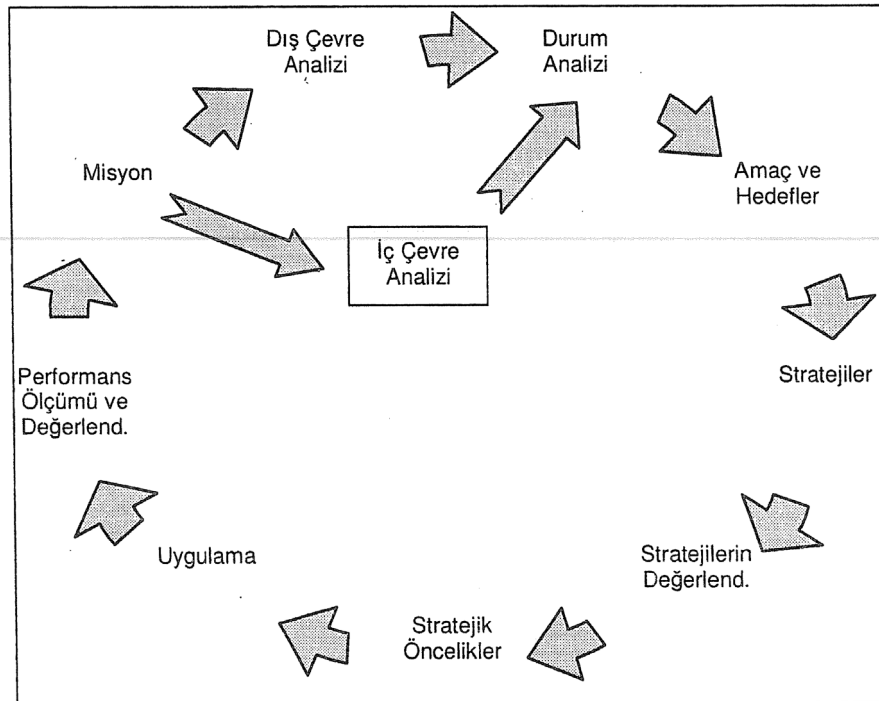 Dış Çevre
Analizi
Durum
Analizi
Misyon
Amaç ve
Hedefler
İç Çevre
Analizi
Performans
Ölçümü ve
Değerlend.
Stratejiler
Uygulama
Stratejilerin
Değerlend.
Stratejik
Öncelikler